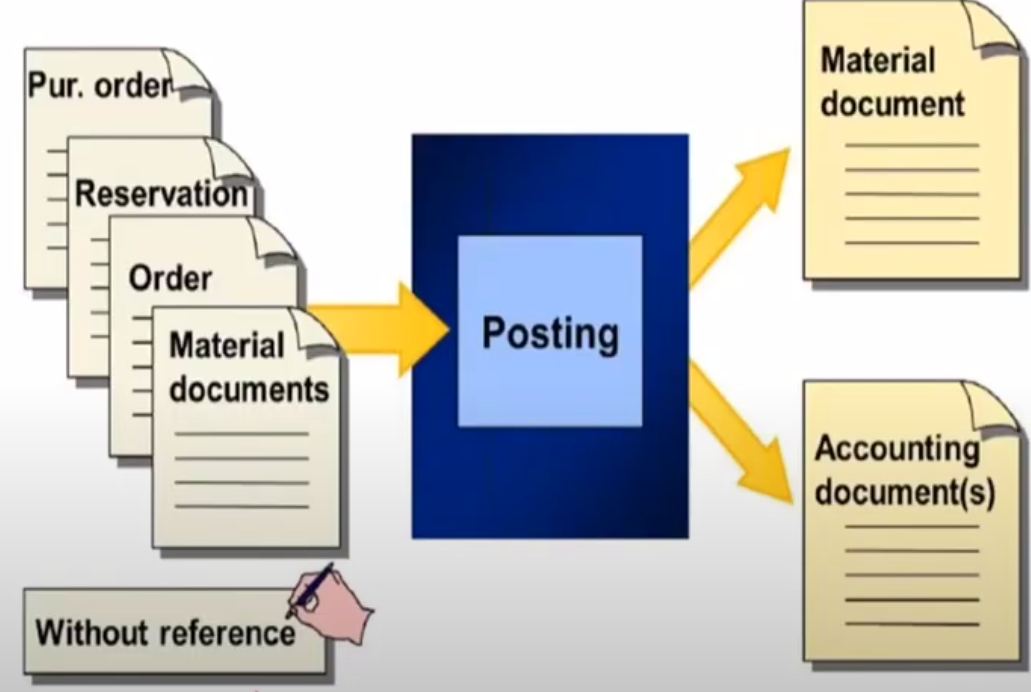 Pur. order
Reservation
Order
Material
documents
Without reference
Posting
Material
document
Accounting
document(s)